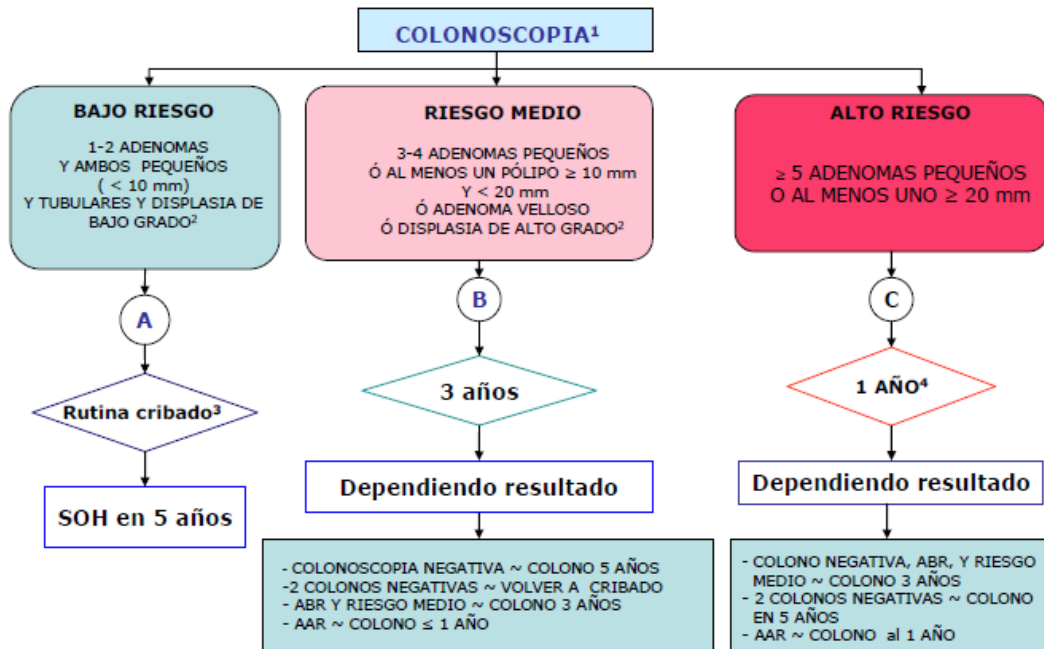 COLONOSCOPIA¹
BAJO RIESGO
1-2 ADENOMAS
Y AMBOS PEQUEÑOS
( < 10 mm)
Y TUBULARES Y DISPLASIA DE
BAJO GRADO²
RIESGO MEDIO
3-4 ADENOMAS PEQUEÑOS
Ó AL MENOS UN PÓLIPO ≥ 10 mm
Y < 20 mm
Ó ADENOMA VELLOSO
Ó DISPLASIA DE ALTO GRADO²
ALTO RIESGO
≥ 5 ADENOMAS PEQUEÑOS
O AL MENOS UNO ≥ 20 mm
A
B
C
Rutina cribado³
3 años
1 AÑO⁴
SOH en 5 años
Dependiendo resultado
Dependiendo resultado
- COLONOSCOPIA NEGATIVA ~ COLONO 5 AÑOS
-2 COLONOS NEGATIVAS ~ VOLVER A CRIBADO
- ABR Y RIESGO MEDIO ~ COLONO 3 AÑOS
- AAR ~ COLONO ≤ 1 AÑO
- COLONO NEGATIVA, ABR, Y RIESGO
MEDIO ~ COLONO 3 AÑOS
- 2 COLONOS NEGATIVAS ~ COLONO
EN 5 AÑOS
- AAR ~ COLONO al 1 AÑO